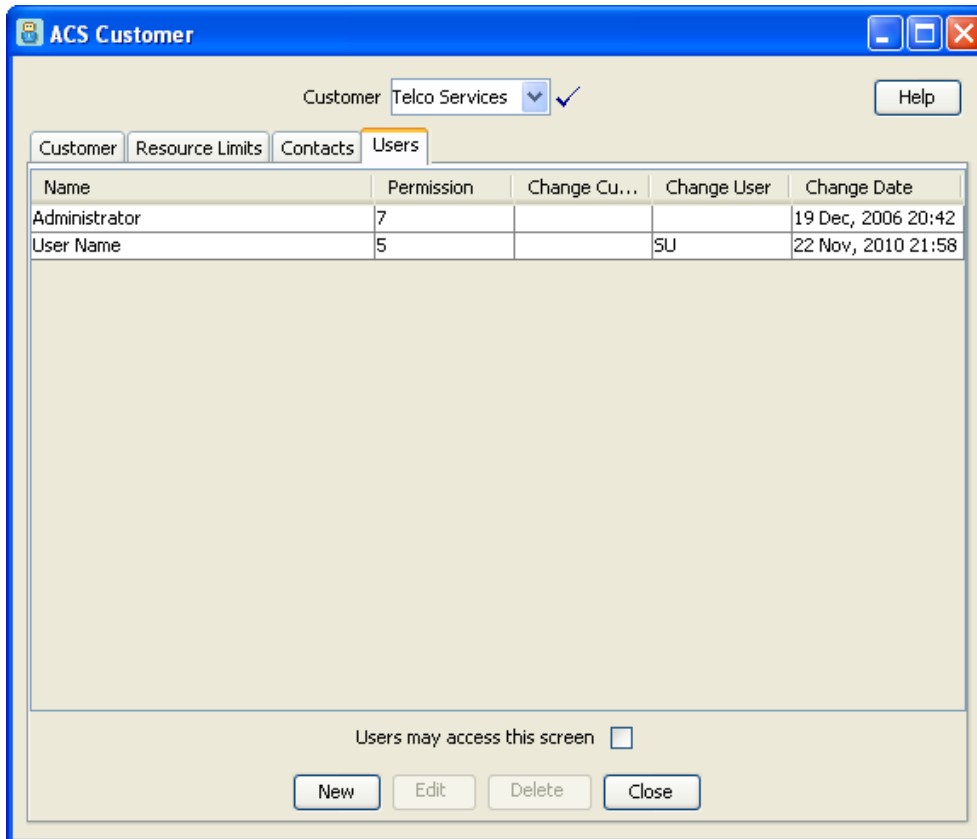 ACS Customer
Customer Telco Services Help
Customer Resource Limits Contacts Users
Name Permission Change Cu... Change User Change Date
Administrator 7 19 Dec, 2006 20:42
User Name 5 SU 22 Nov, 2010 21:58
Users may access this screen
New Edit Delete Close